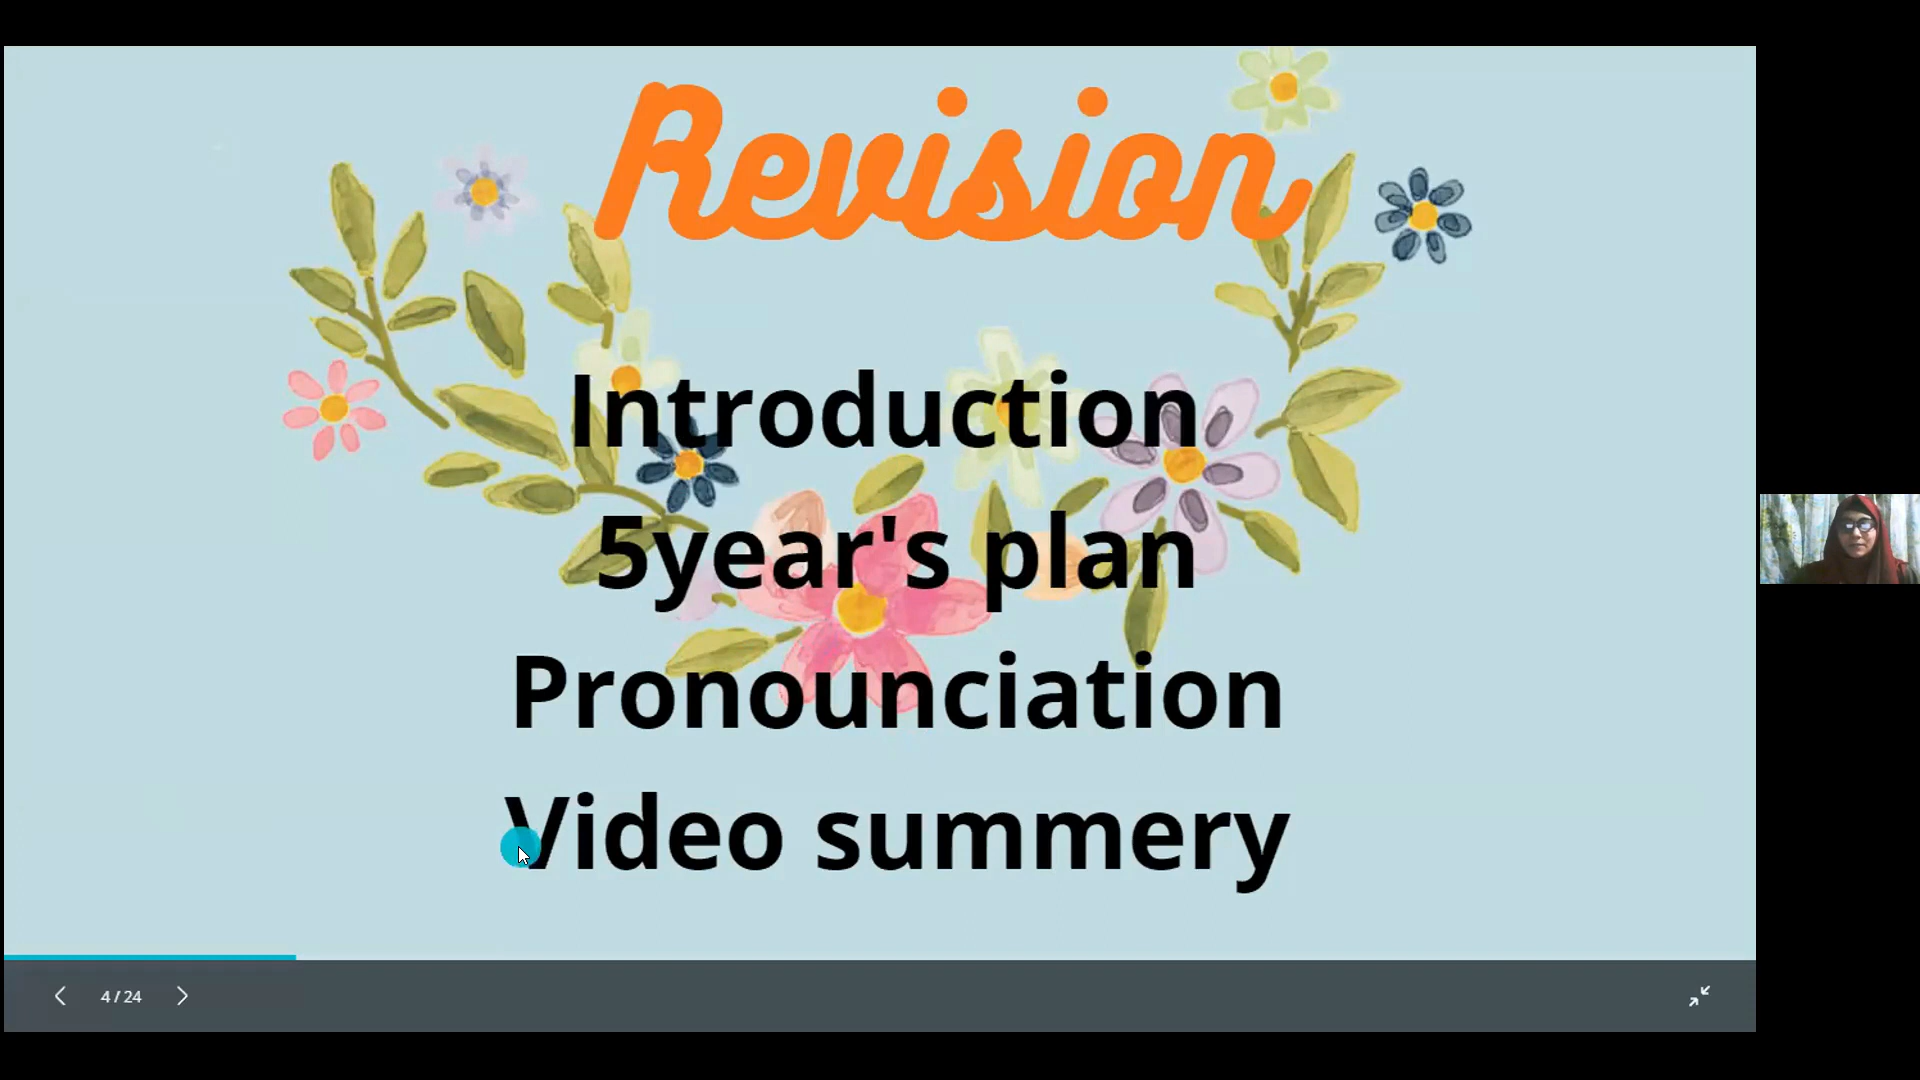 Revision
Introduction
5year's plan
Pronounciation
Video summery
4 / 24